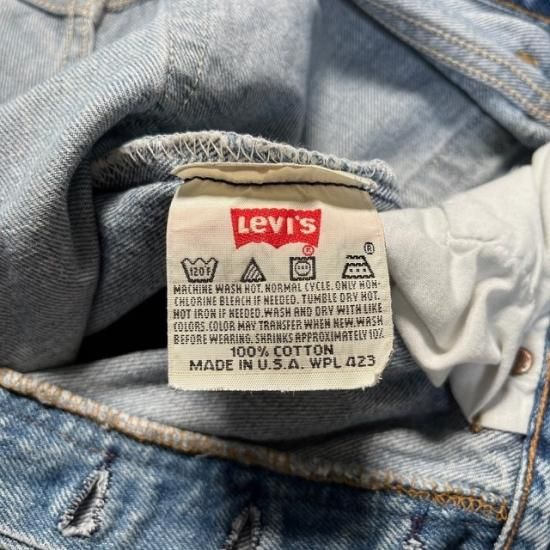 Levi's
®
120F
®
MACHINE WASH HOT. NORMAL CYCLE. ONLY NON-
CHLORINE BLEACH IF NEEDED. TUMBLE DRY HOT.
HOT IRON IF NEEDED.WASH AND DRY WITH LIKE
COLORS. COLOR MAY TRANSFER WHEN NEW.WASH
BEFORE WEARING. SHRINKS APPROXIMATELY 10%
100% COTTON
MADE IN U.S.A. WPL 423